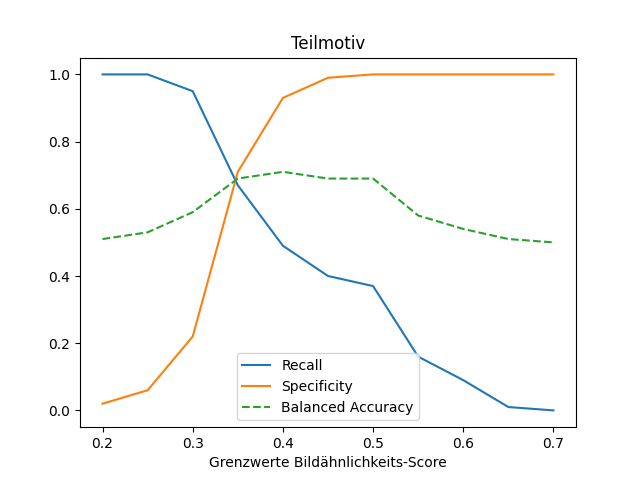 Teilmotiv
1.0
0.8
0.6
0.4
0.2
0.0
Recall
Specificity
Balanced Accuracy
0.2 0.3 0.4 0.5 0.6 0.7
Grenzwerte Bildähnlichkeits-Score